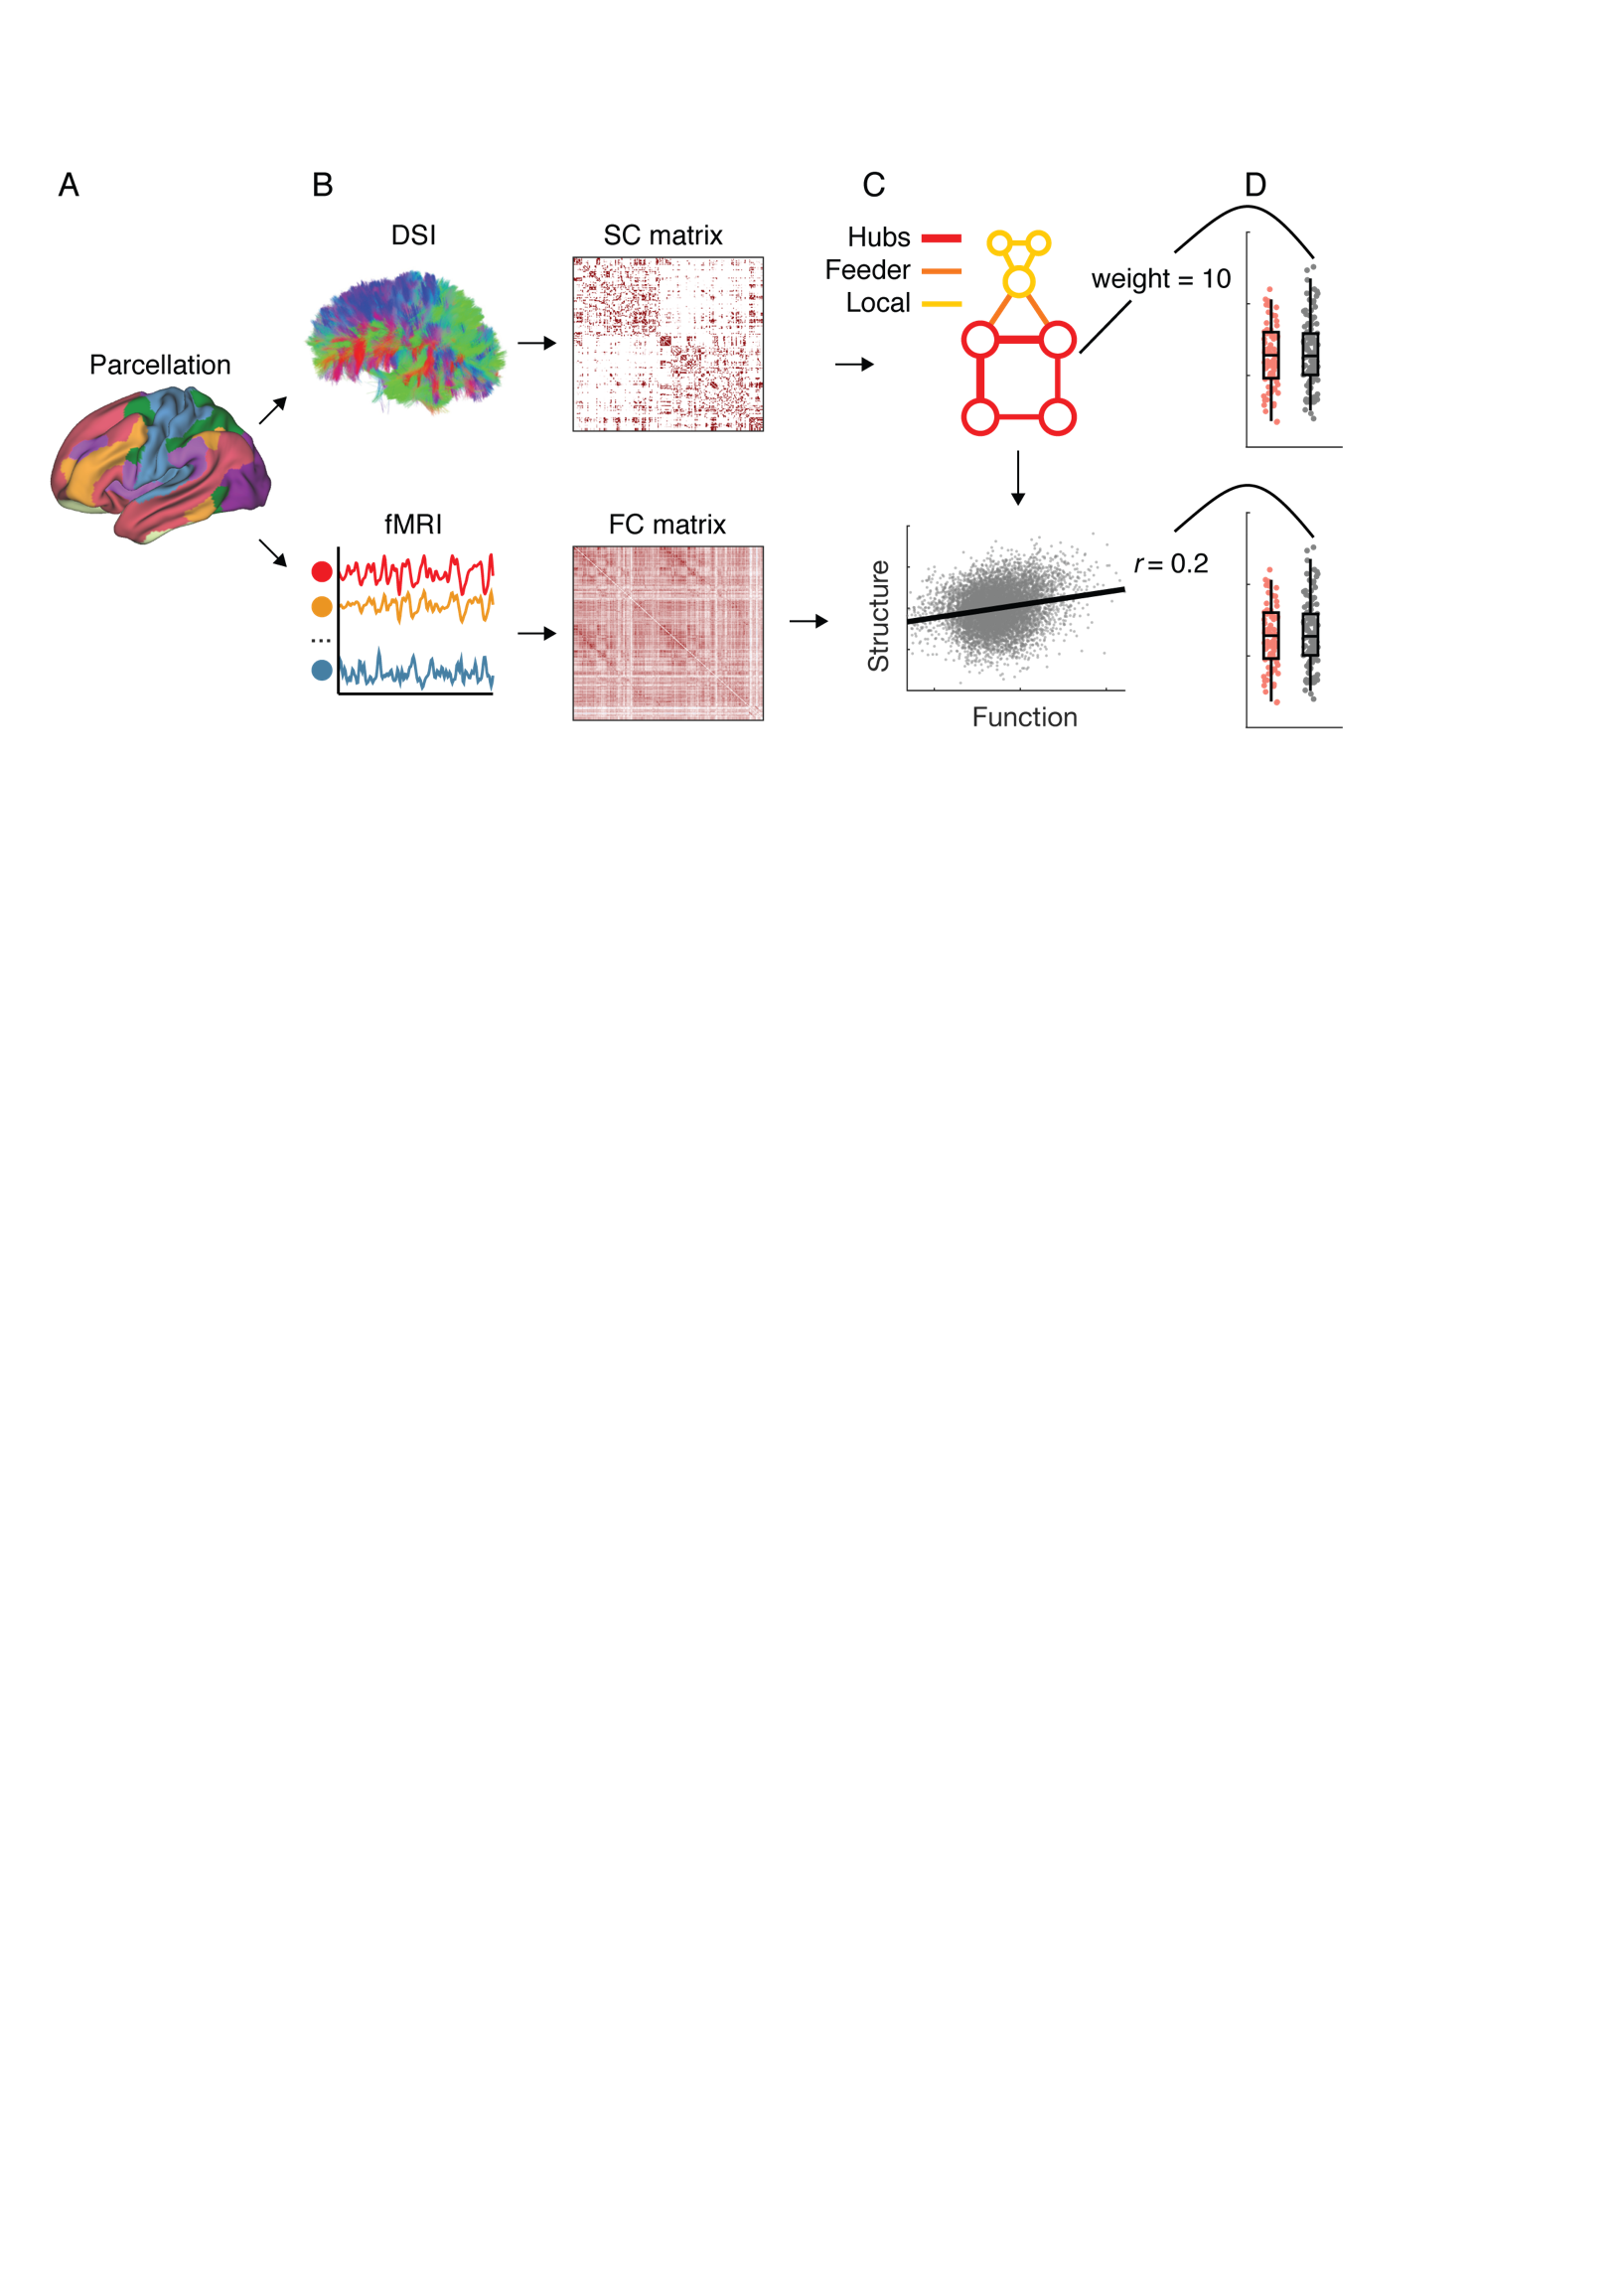 A
B
C
D
Parcellation
DSI
SC matrix
Hubs
Feeder
Local
weight = 10
fMRI
...
FC matrix
Structure
Function
r = 0.2